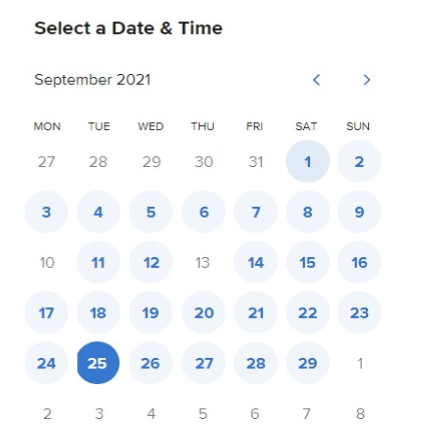 Select a Date & Time
September 2021
MON TUE WED THU FRI SAT SUN
27 28 29 30 31 1 2
3 4 5 6 7 8 9
10 11 12 13 14 15 16
17 18 19 20 21 22 23
24 25 26 27 28 29 1
2 3 4 5 6 7 8